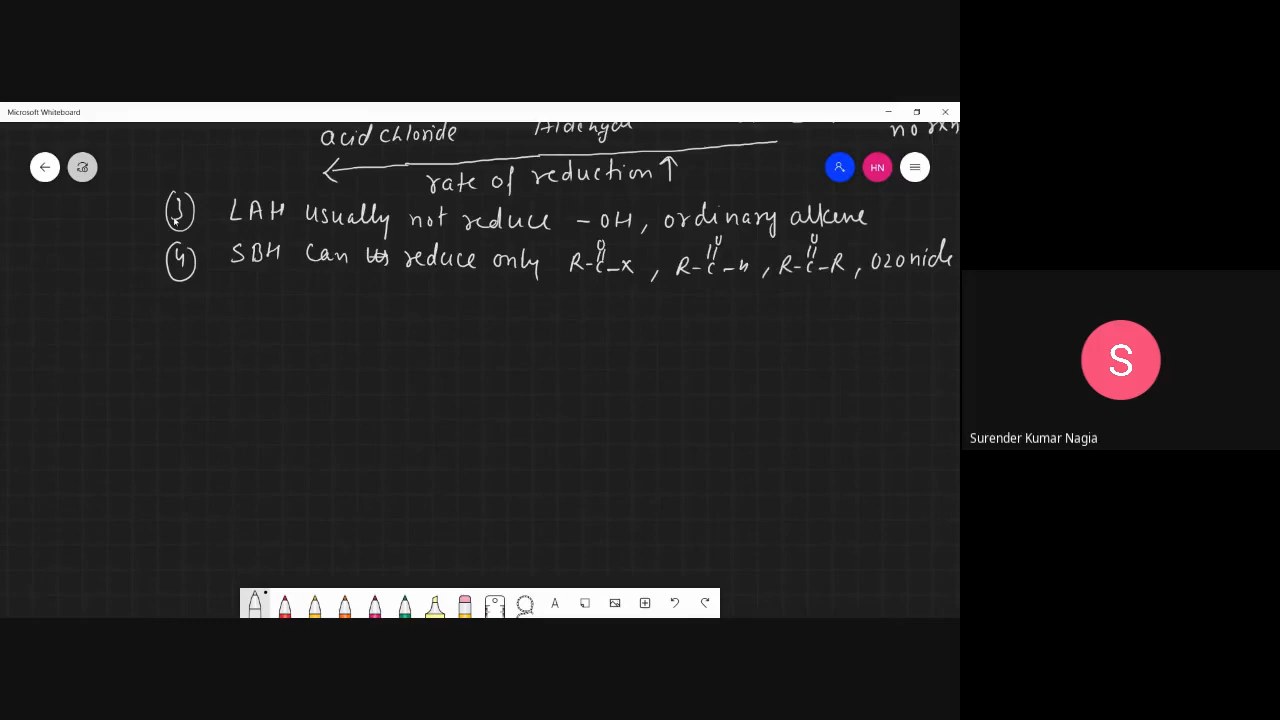 Microsoft Whiteboard
acid chloride Aldehyde no rxn
rate of reduction ↑
HN
③ LAH usually not reduce - OH, ordinary alkene
④ SBH can reduce only R-C(=O)-X, R-C(=O)-H, R-C(=O)-R, ozonide
S
Surender Kumar Nagia
A